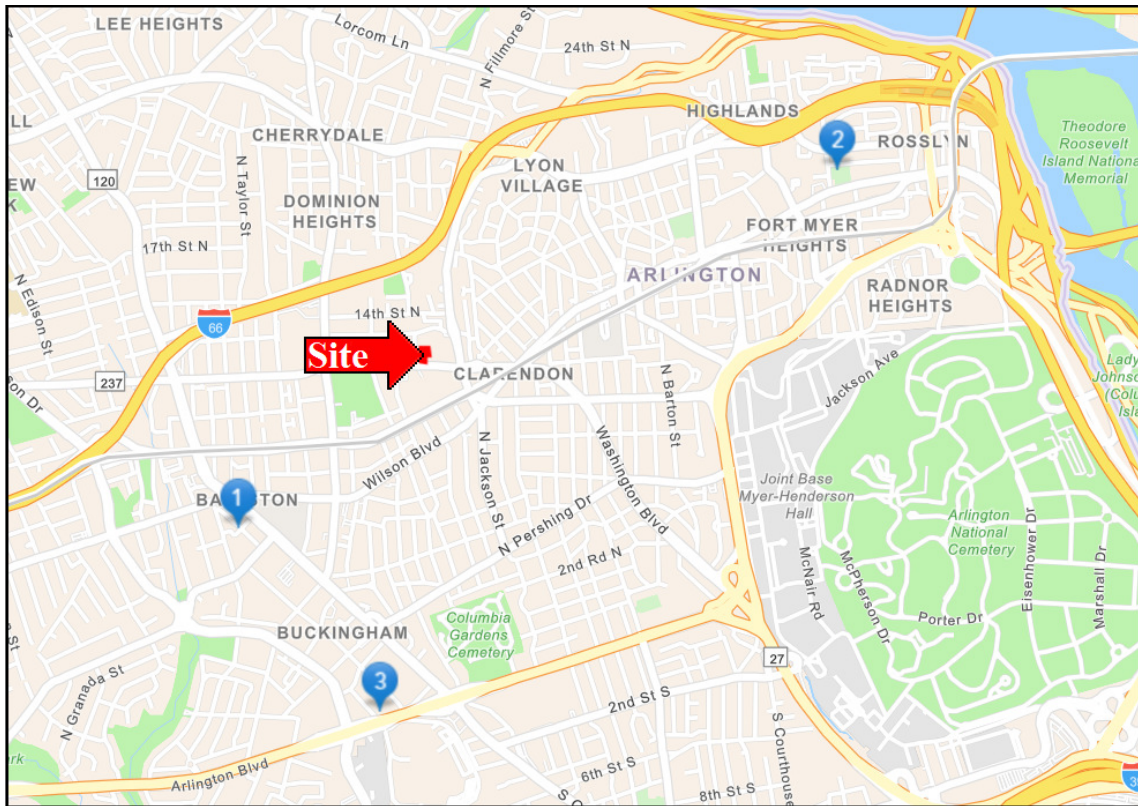 LEE HEIGHTS
Lorcom Ln
N Fillmore St
24th St N
HIGHLANDS
2
ROSSLYN
Theodore
Roosevelt
Island National
Memorial
CHERRYDALE
LYON
VILLAGE
120
N Taylor St
DOMINION
HEIGHTS
17th St N
FORT MYER
HEIGHTS
ARLINGTON
RADNOR
HEIGHTS
N Edison St
66
14th St N
Site
CLARENDON
237
N Barton St
Jackson Ave
Wilson Blvd
N Jackson St
Washington Blvd
1
N Pershing Dr
2nd Rd N
Joint Base
Myer-Henderson
Hall
Arlington
National
Cemetery
McNair Rd
McPherson Dr
Eisenhower Dr
Marshall Dr
Porter Dr
BUCKINGHAM
Columbia
Gardens
Cemetery
27
3
N Granada St
2nd St S
S Courthouse
Arlington Blvd
6th St S
8th St S